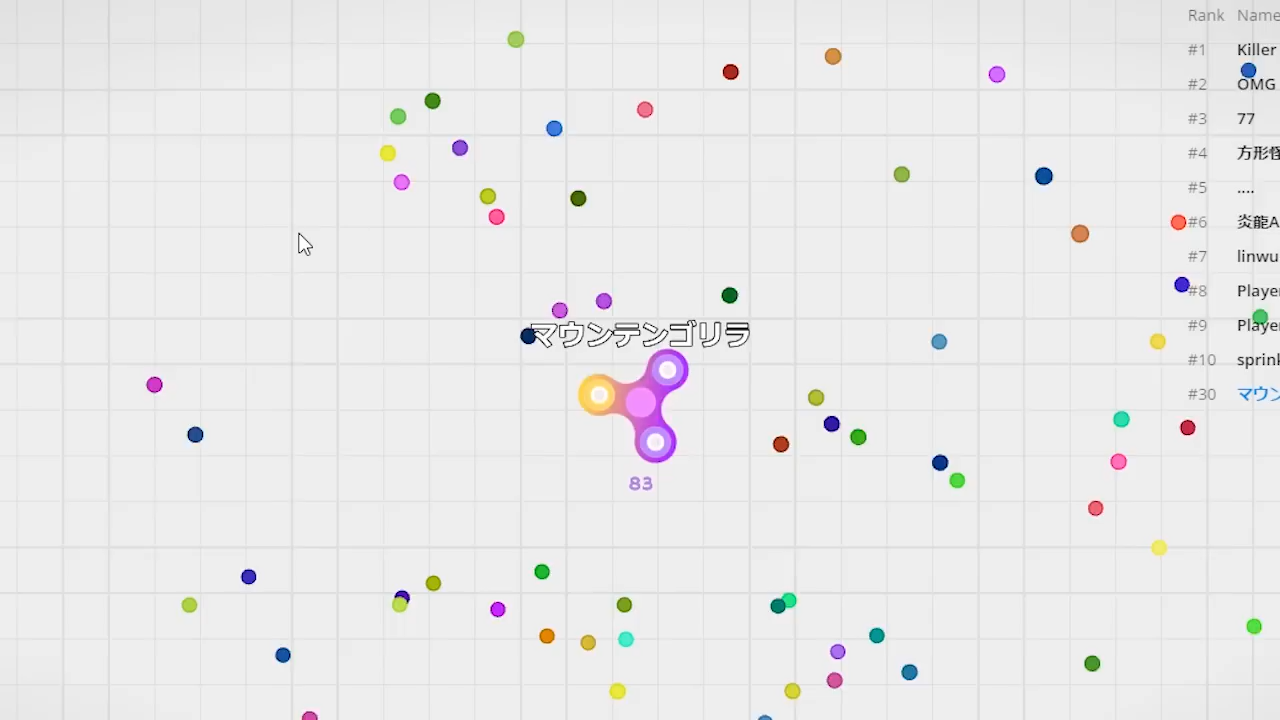 Rank Name
#1 Killer
#2 OMG
#3 77
#4 方形怪
#5 ....
#6 炎龍A
#7 linwu
#8 Player
#9 Player
#10 sprink
#30 マウン
マウンテンゴリラ
83